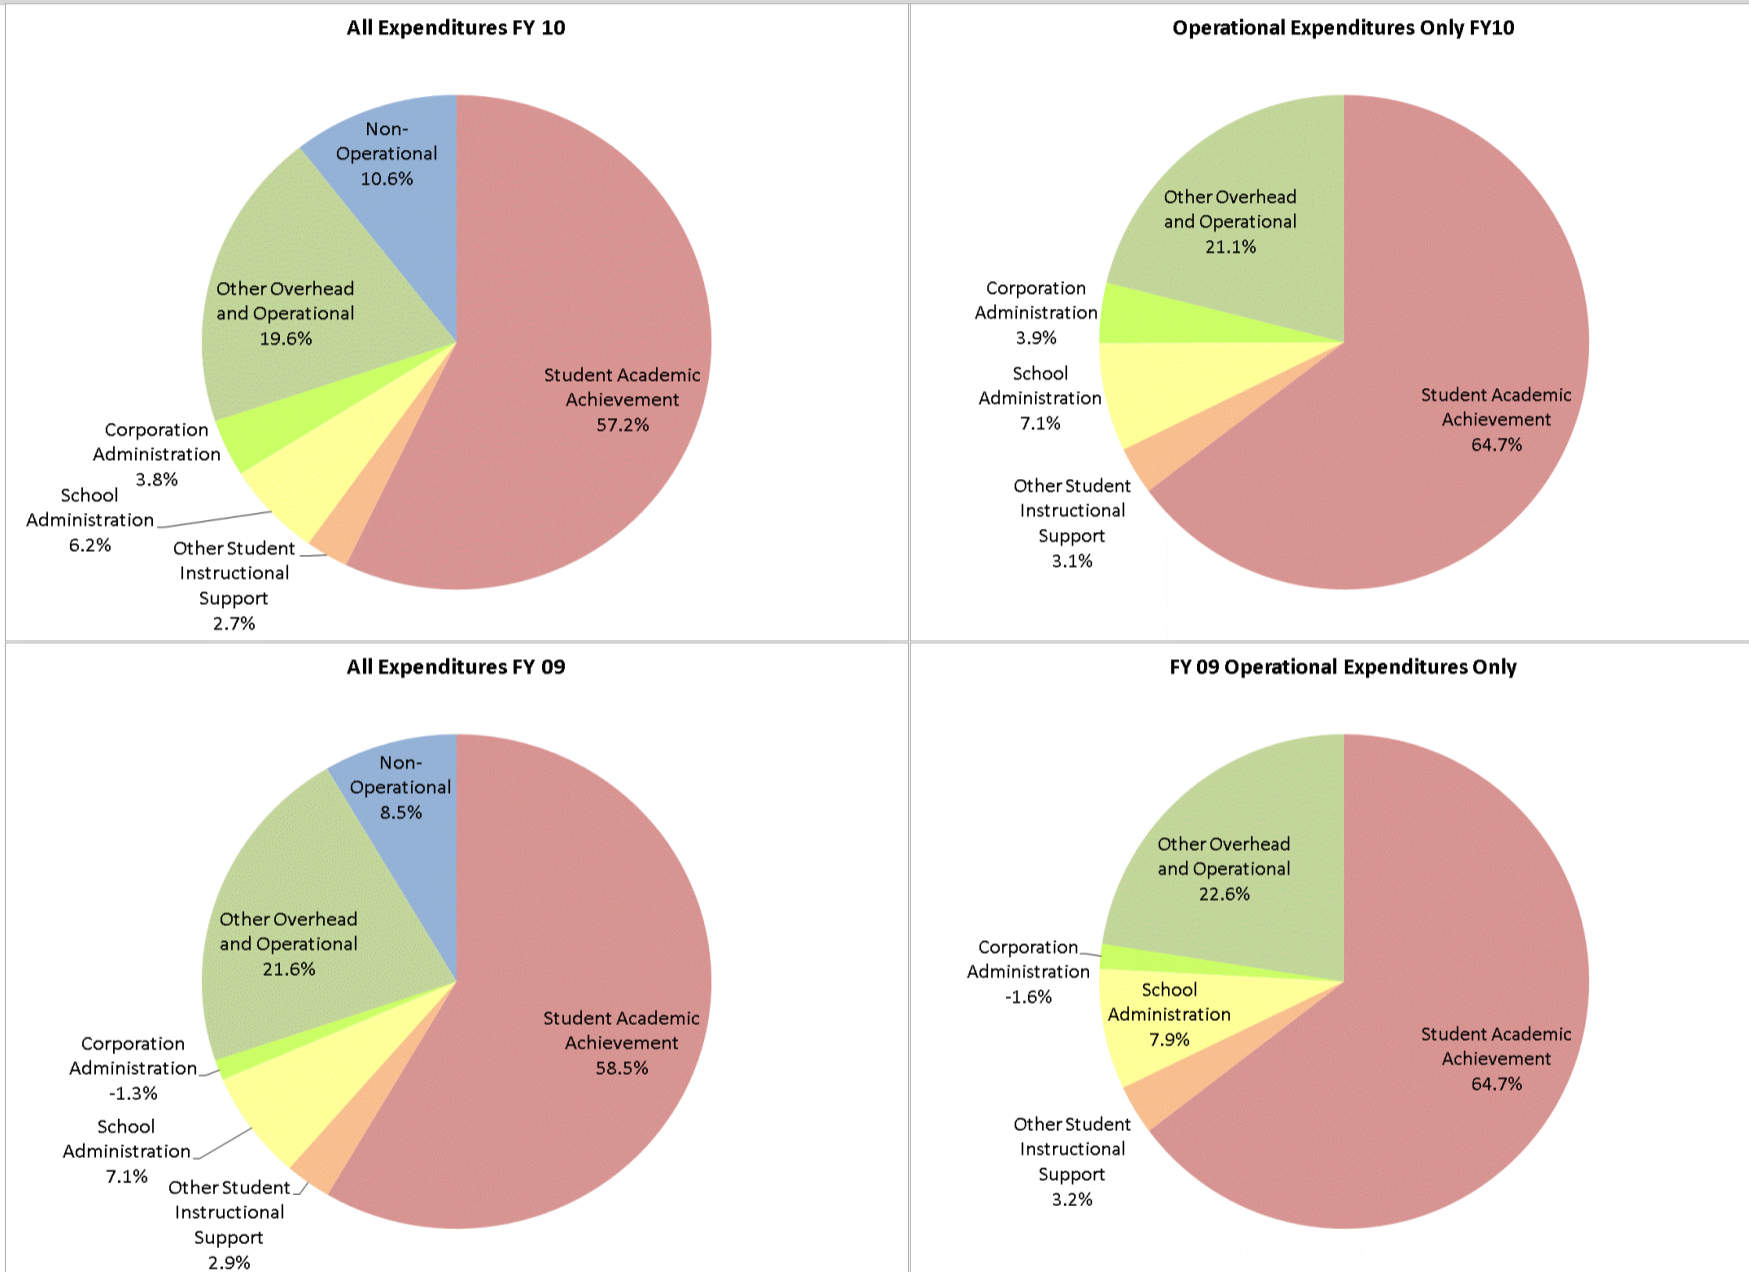 All Expenditures FY 10
Non-
Operational
10.6%
Other Overhead
and Operational
19.6%
Student Academic
Achievement
57.2%
Corporation
Administration
3.8%
School
Administration
6.2%
Other Student
Instructional
Support
2.7%
Operational Expenditures Only FY10
Other Overhead
and Operational
21.1%
Corporation
Administration
3.9%
School
Administration
7.1%
Student Academic
Achievement
64.7%
Other Student
Instructional
Support
3.1%
All Expenditures FY 09
Non-
Operational
8.5%
Other Overhead
and Operational
21.6%
Student Academic
Achievement
58.5%
Corporation
Administration
-1.3%
School
Administration
7.1%
Other Student
Instructional
Support
2.9%
FY 09 Operational Expenditures Only
Other Overhead
and Operational
22.6%
Corporation
Administration
-1.6%
School
Administration
7.9%
Student Academic
Achievement
64.7%
Other Student
Instructional
Support
3.2%